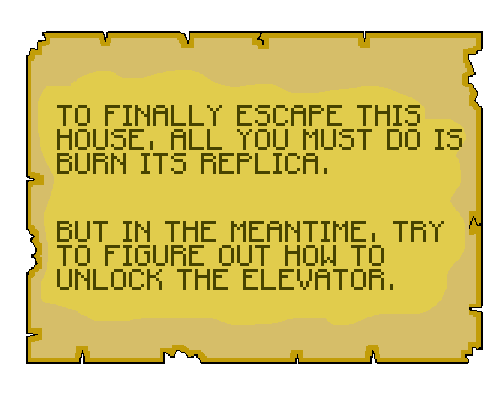 TO FINALLY ESCAPE THIS
HOUSE, ALL YOU MUST DO IS
BURN ITS REPLICA.
BUT IN THE MEANTIME, TRY
TO FIGURE OUT HOW TO
UNLOCK THE ELEVATOR.